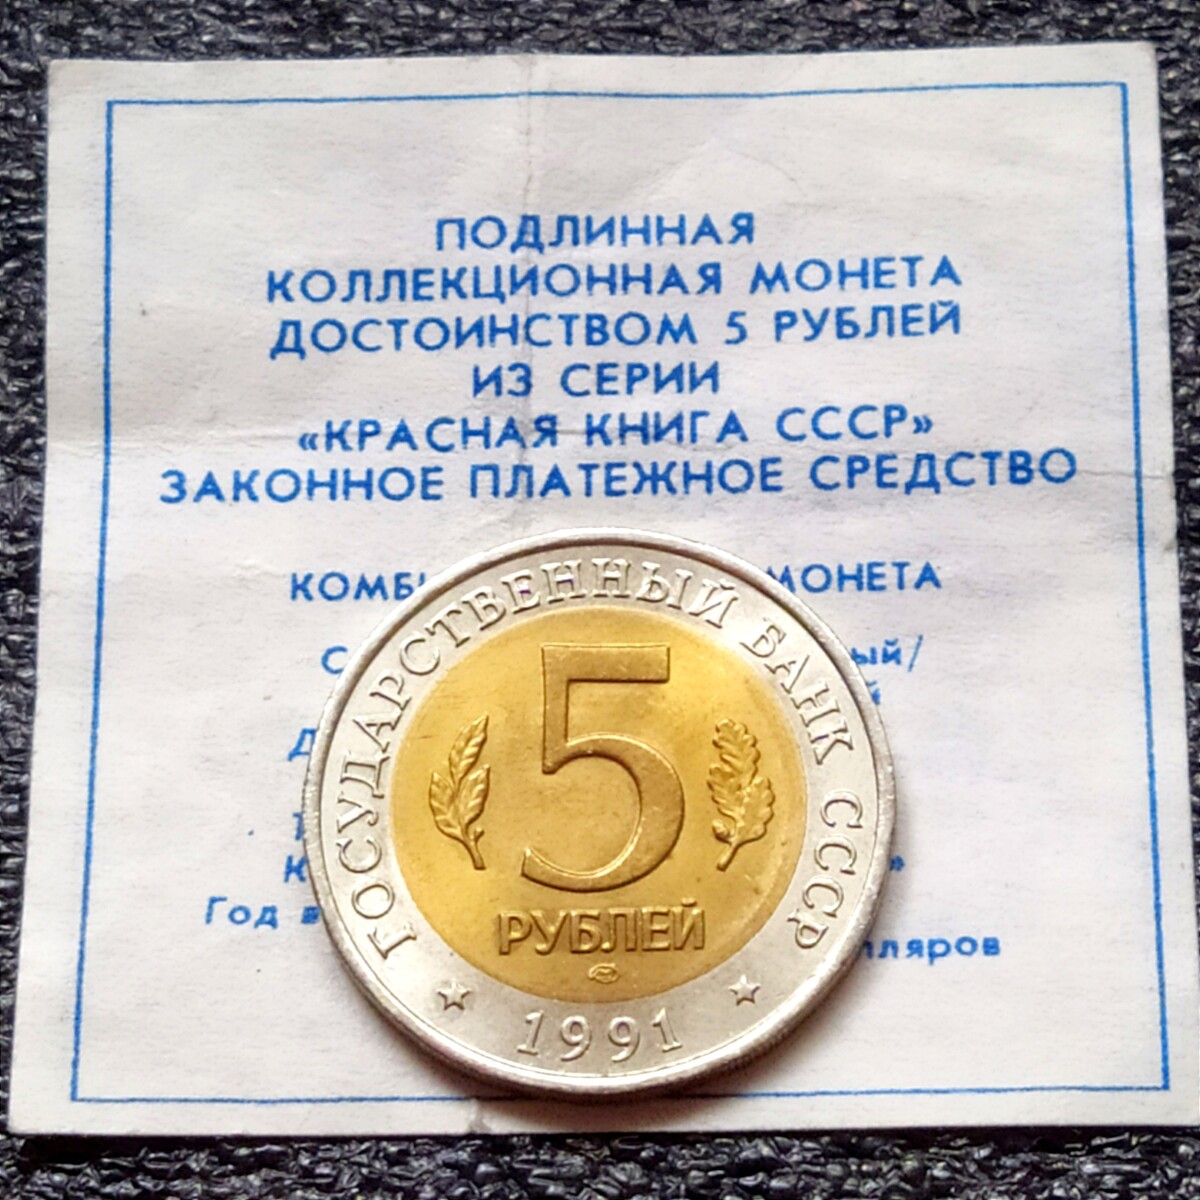 ПОДЛИННАЯ
КОЛЛЕКЦИОННАЯ МОНЕТА
ДОСТОИНСТВОМ 5 РУБЛЕЙ
ИЗ СЕРИИ
«КРАСНАЯ КНИГА СССР»
ЗАКОННОЕ ПЛАТЕЖНОЕ СРЕДСТВО
МОНЕТА
Год
ГОСУДАРСТВЕННЫЙ БАНК СССР
5
РУБЛЕЙ
1991